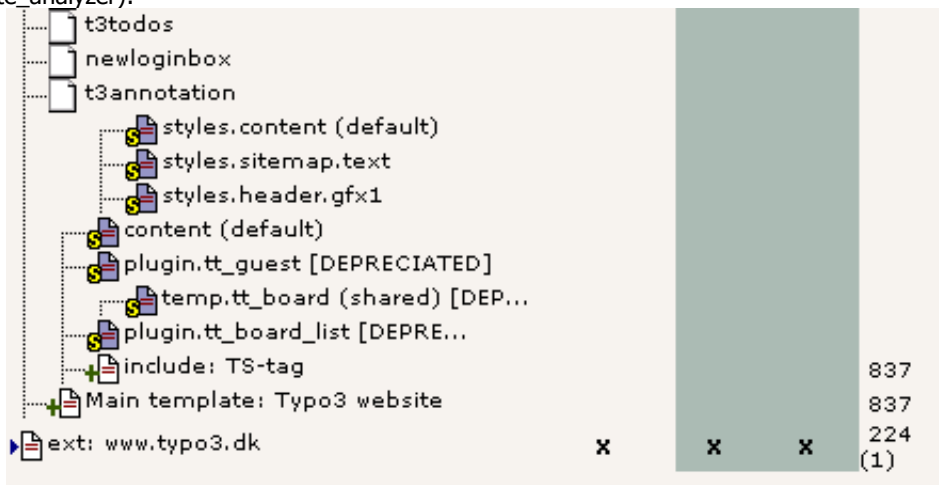 te_analyzer).
t3todos
newloginbox
t3annotation
styles.content (default)
styles.sitemap.text
styles.header.gfx1
content (default)
plugin.tt_guest [DEPRECIATED]
temp.tt_board (shared) [DEP...
plugin.tt_board_list [DEPRE...
include: TS-tag 837
Main template: Typo3 website 837
ext: www.typo3.dk x x x 224
(1)